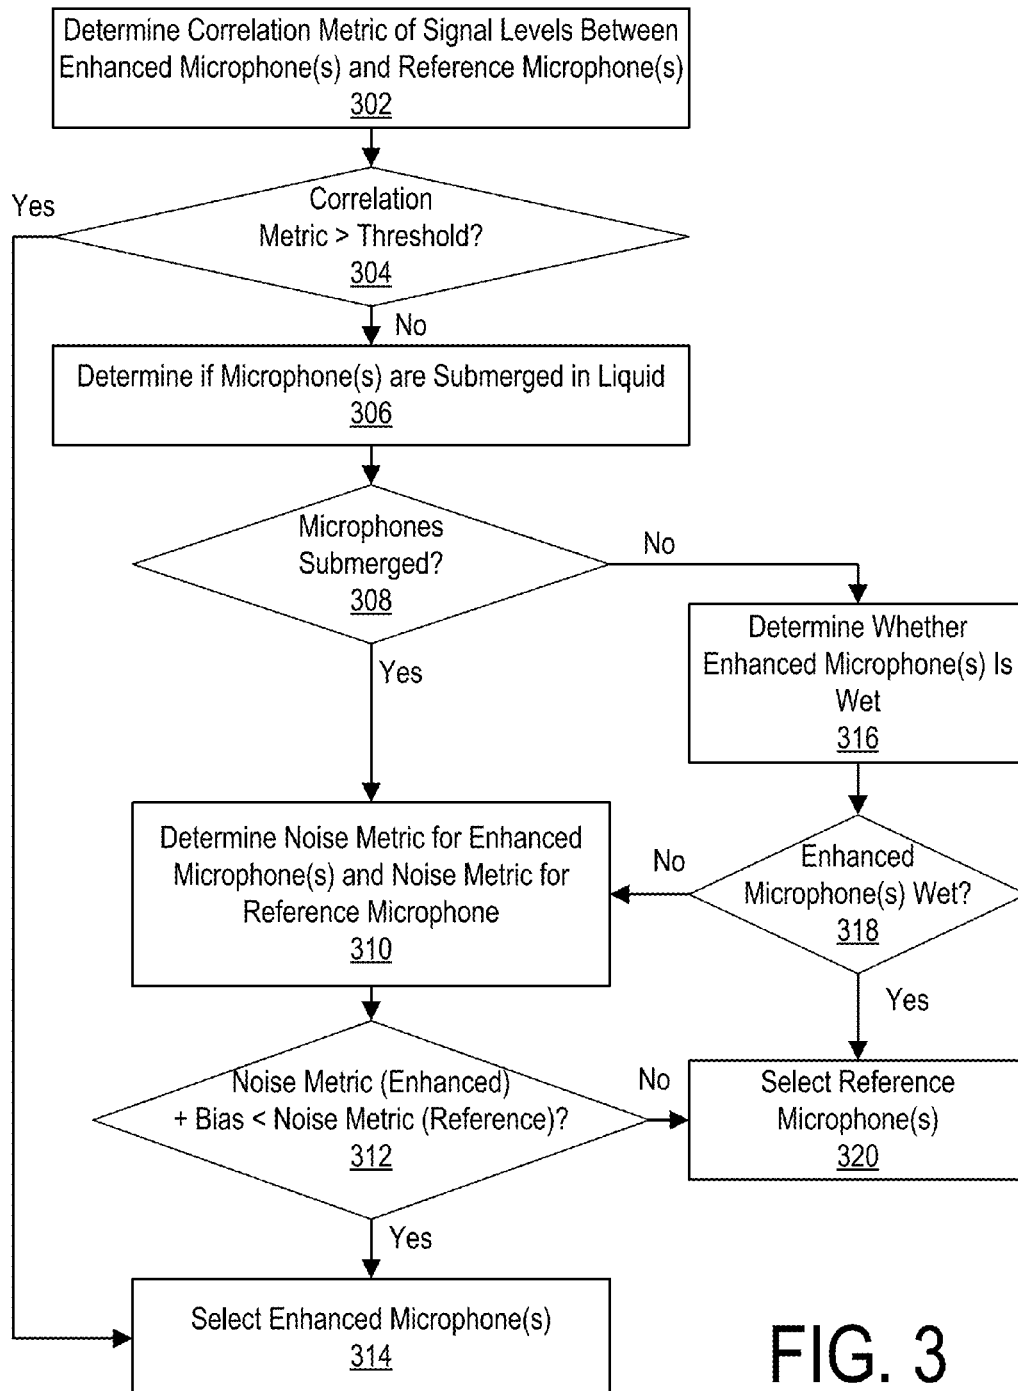 Determine Correlation Metric of Signal Levels Between
Enhanced Microphone(s) and Reference Microphone(s)
302
Yes
Correlation
Metric > Threshold?
304
No
Determine if Microphone(s) are Submerged in Liquid
306
Microphones
Submerged?
308
No
Yes
Determine Whether
Enhanced Microphone(s) Is
Wet
316
Determine Noise Metric for Enhanced
Microphone(s) and Noise Metric for
Reference Microphone
310
No
Enhanced
Microphone(s) Wet?
318
Yes
Noise Metric (Enhanced)
+ Bias < Noise Metric (Reference)?
312
No
Select Reference
Microphone(s)
320
Yes
Select Enhanced Microphone(s)
314
FIG. 3